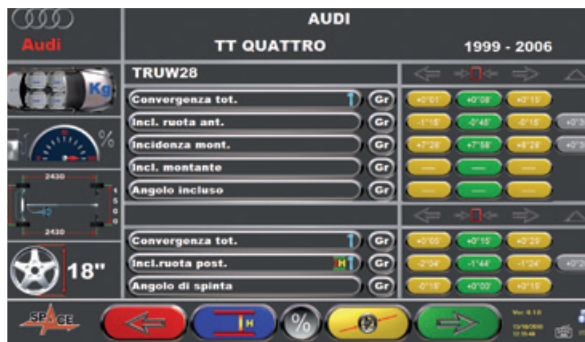 AUDI
Audi
TT QUATTRO
1999 - 2006
TRUW28
Kg
Convergenza tot. Gr +0°01' +0°08' +0°15'
Incl. ruota ant. Gr -1°15' -0°45' -0°15'
Incidenza mont. Gr +7°28' +7°58' +8°28'
%
Incl. montante Gr
Angolo incluso Gr
2430
1500
2430
Convergenza tot. Gr +0°05' +0°15' +0°25'
18"
Incl.ruota post. H Gr -2°04' -1°44' -1°24'
Angolo di spinta Gr -0°15' +0°00' +0°15'
SPACE
H
%